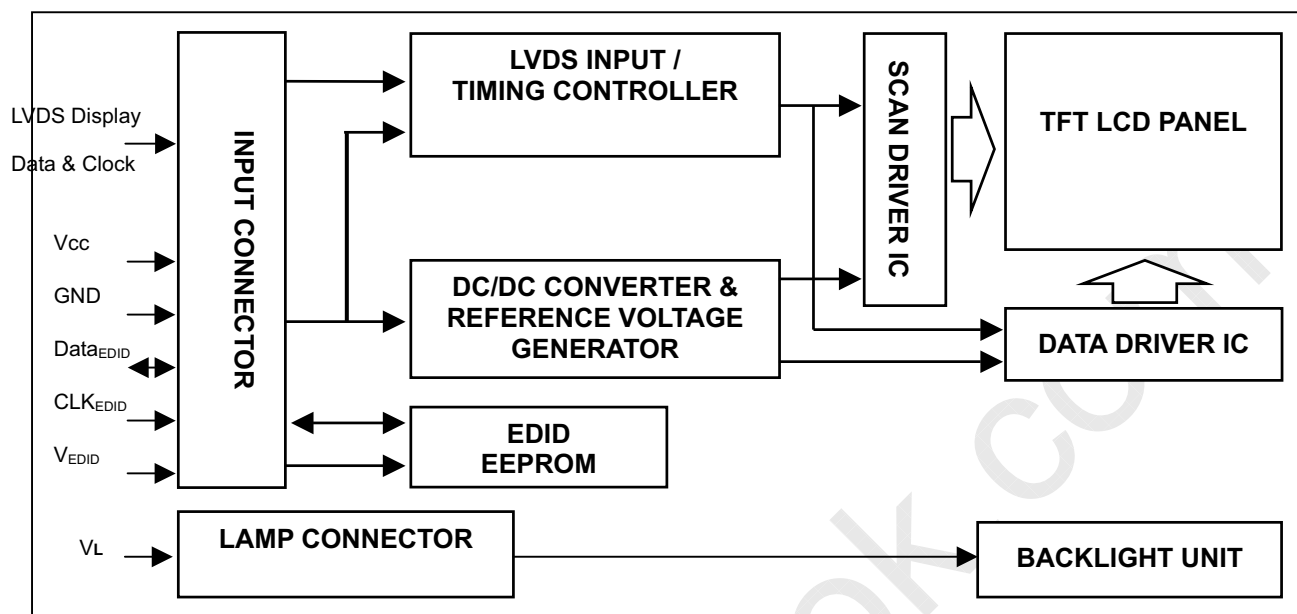 LVDS Display
Data & Clock
Vcc
GND
DataEDID
CLKEDID
VEDID
VL
INPUT CONNECTOR
LVDS INPUT /
TIMING CONTROLLER
DC/DC CONVERTER &
REFERENCE VOLTAGE
GENERATOR
EDID
EEPROM
SCAN DRIVER IC
TFT LCD PANEL
DATA DRIVER IC
LAMP CONNECTOR
BACKLIGHT UNIT